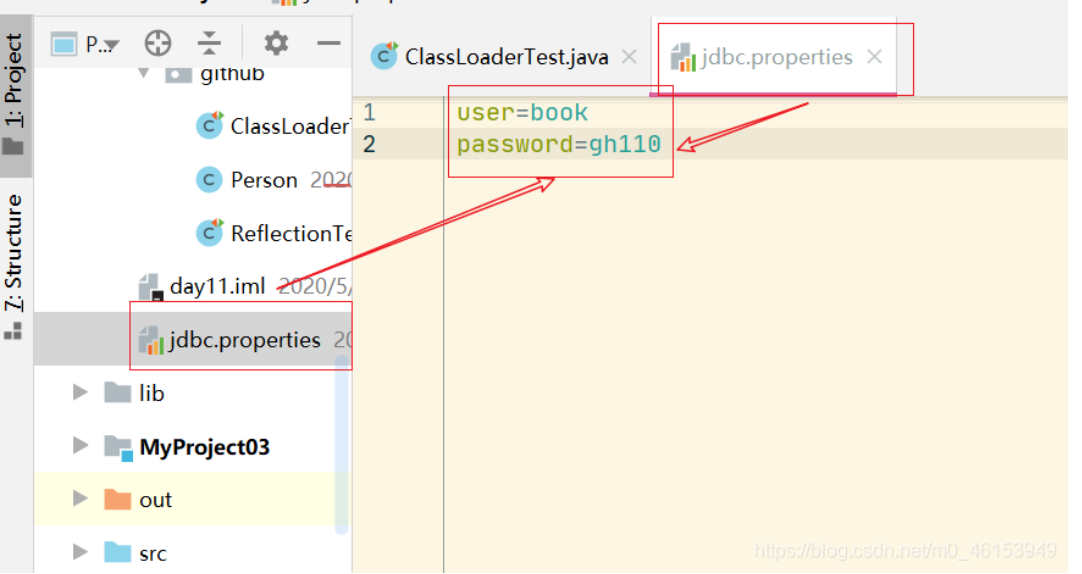 1: Project
7: Structure
P...
github
ClassLoader
Person 2020
ReflectionTe
day11.iml 2020/5/
jdbc.properties 20
lib
MyProject03
out
src
ClassLoaderTest.java
jdbc.properties
1 user=book
2 password=gh110
https://blog.csdn.net/m0_46153949